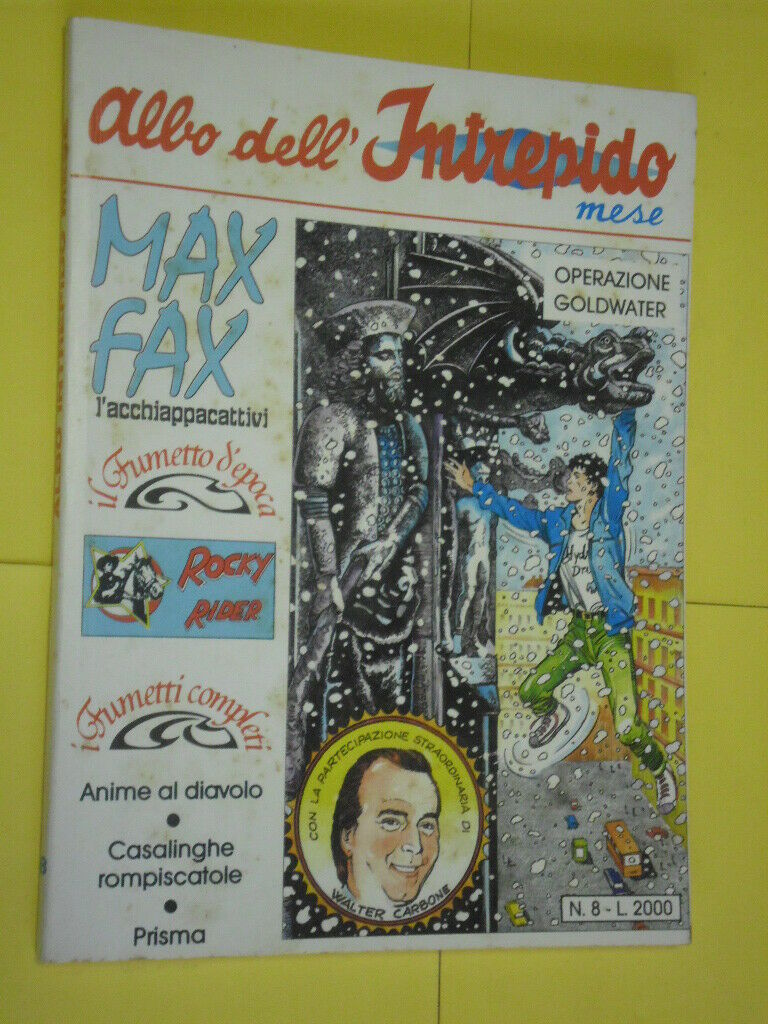 Albo dell'Intrepido
mese
MAX
FAX
l'acchiappacattivi
il Fumetto d'epoca
ROCKY
RIDER
i Fumetti completi
Anime al diavolo
•
Casalinghe
rompiscatole
•
Prisma
OPERAZIONE
GOLDWATER
CON LA PARTECIPAZIONE STRAORDINARIA DI
WALTER CARBONE
N. 8 - L. 2000